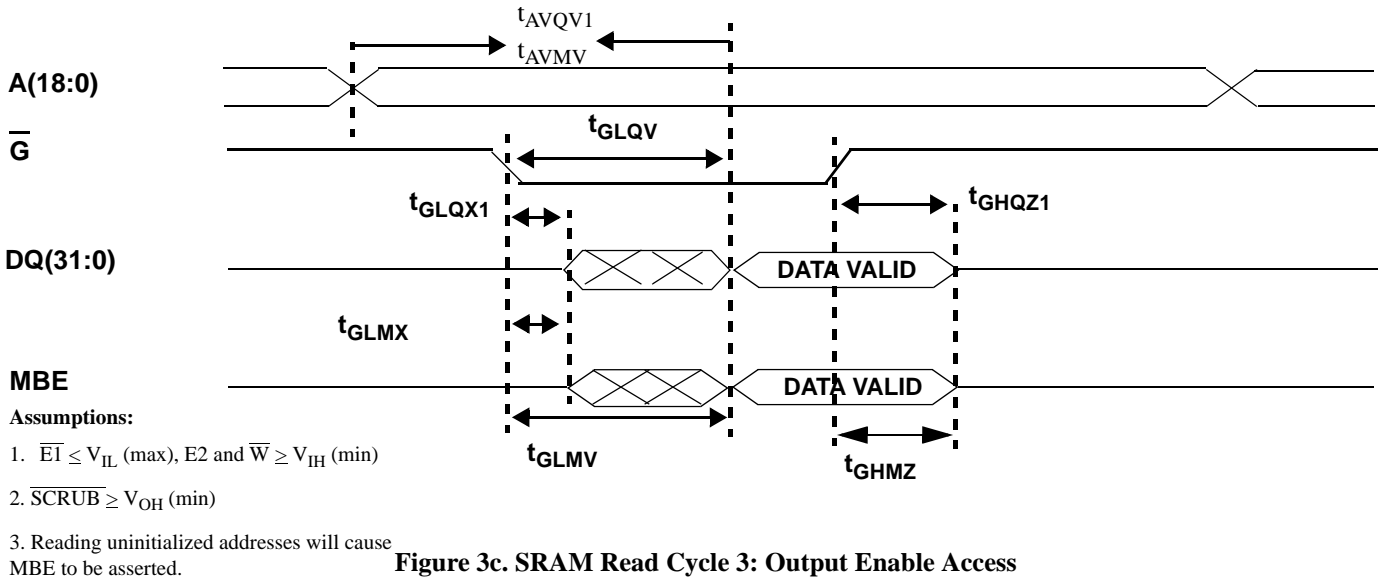 tAVQV1
tAVMV
A(18:0)
G̅
tGLQV
tGLQX1
tGHQZ1
DQ(31:0)
DATA VALID
tGLMX
MBE
DATA VALID
Assumptions:
tGLMV
tGHMZ
1. E̅1̅ ≤ VIL (max), E2 and W̅ ≥ VIH (min)
2. S̅C̅R̅U̅B̅ ≥ VOH (min)
3. Reading uninitialized addresses will cause
MBE to be asserted.
Figure 3c. SRAM Read Cycle 3: Output Enable Access